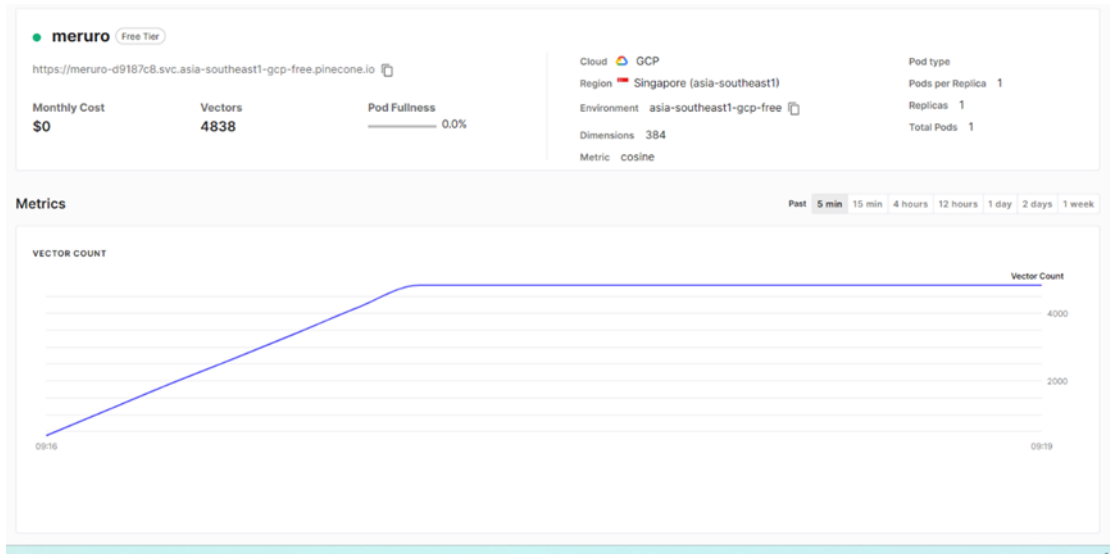 meruro Free Tier
https://meruro-d9187c8.svc.asia-southeast1-gcp-free.pinecone.io
Monthly Cost
$0
Vectors
4838
Pod Fullness
0.0%
Cloud GCP
Region Singapore (asia-southeast1)
Environment asia-southeast1-gcp-free
Dimensions 384
Metric cosine
Pod type
Pods per Replica 1
Replicas 1
Total Pods 1
Metrics
Past 5 min 15 min 4 hours 12 hours 1 day 2 days 1 week
VECTOR COUNT
Vector Count
4000
2000
09:16
09:19